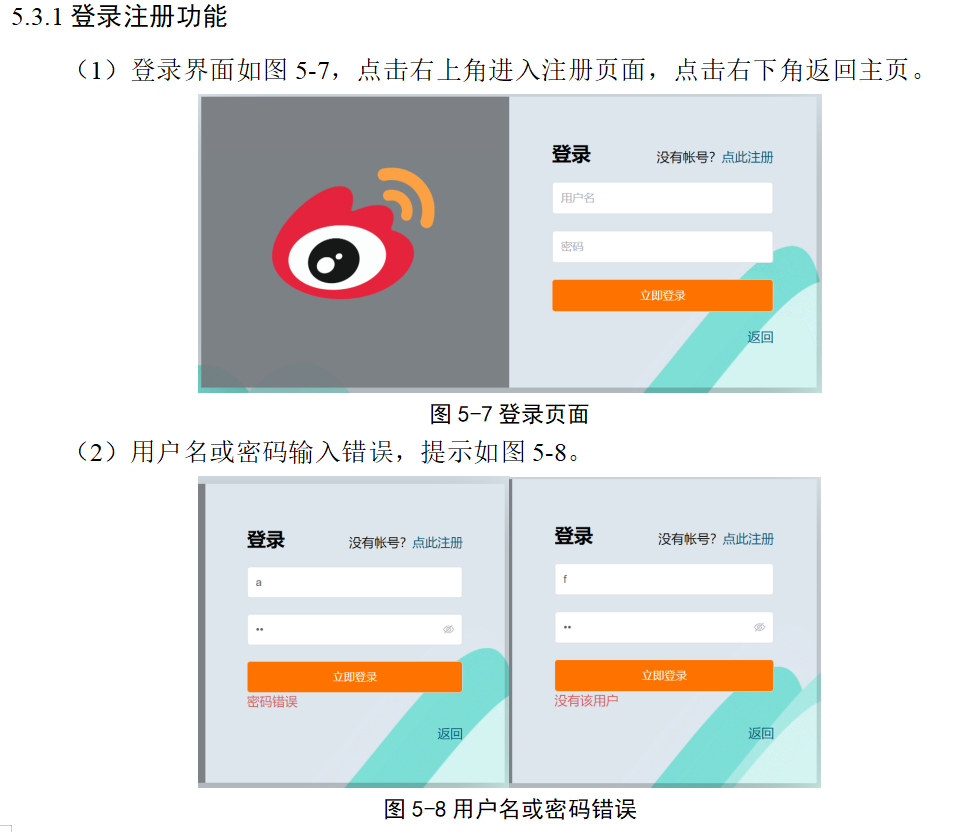 5.3.1 登录注册功能
（1）登录界面如图 5-7，点击右上角进入注册页面，点击右下角返回主页。
登录
没有帐号？点此注册
用户名
密码
立即登录
返回
图 5-7 登录页面
（2）用户名或密码输入错误，提示如图 5-8。
登录
没有帐号？点此注册
a
••
立即登录
密码错误
返回
登录
没有帐号？点此注册
f
••
立即登录
没有该用户
返回
图 5-8 用户名或密码错误